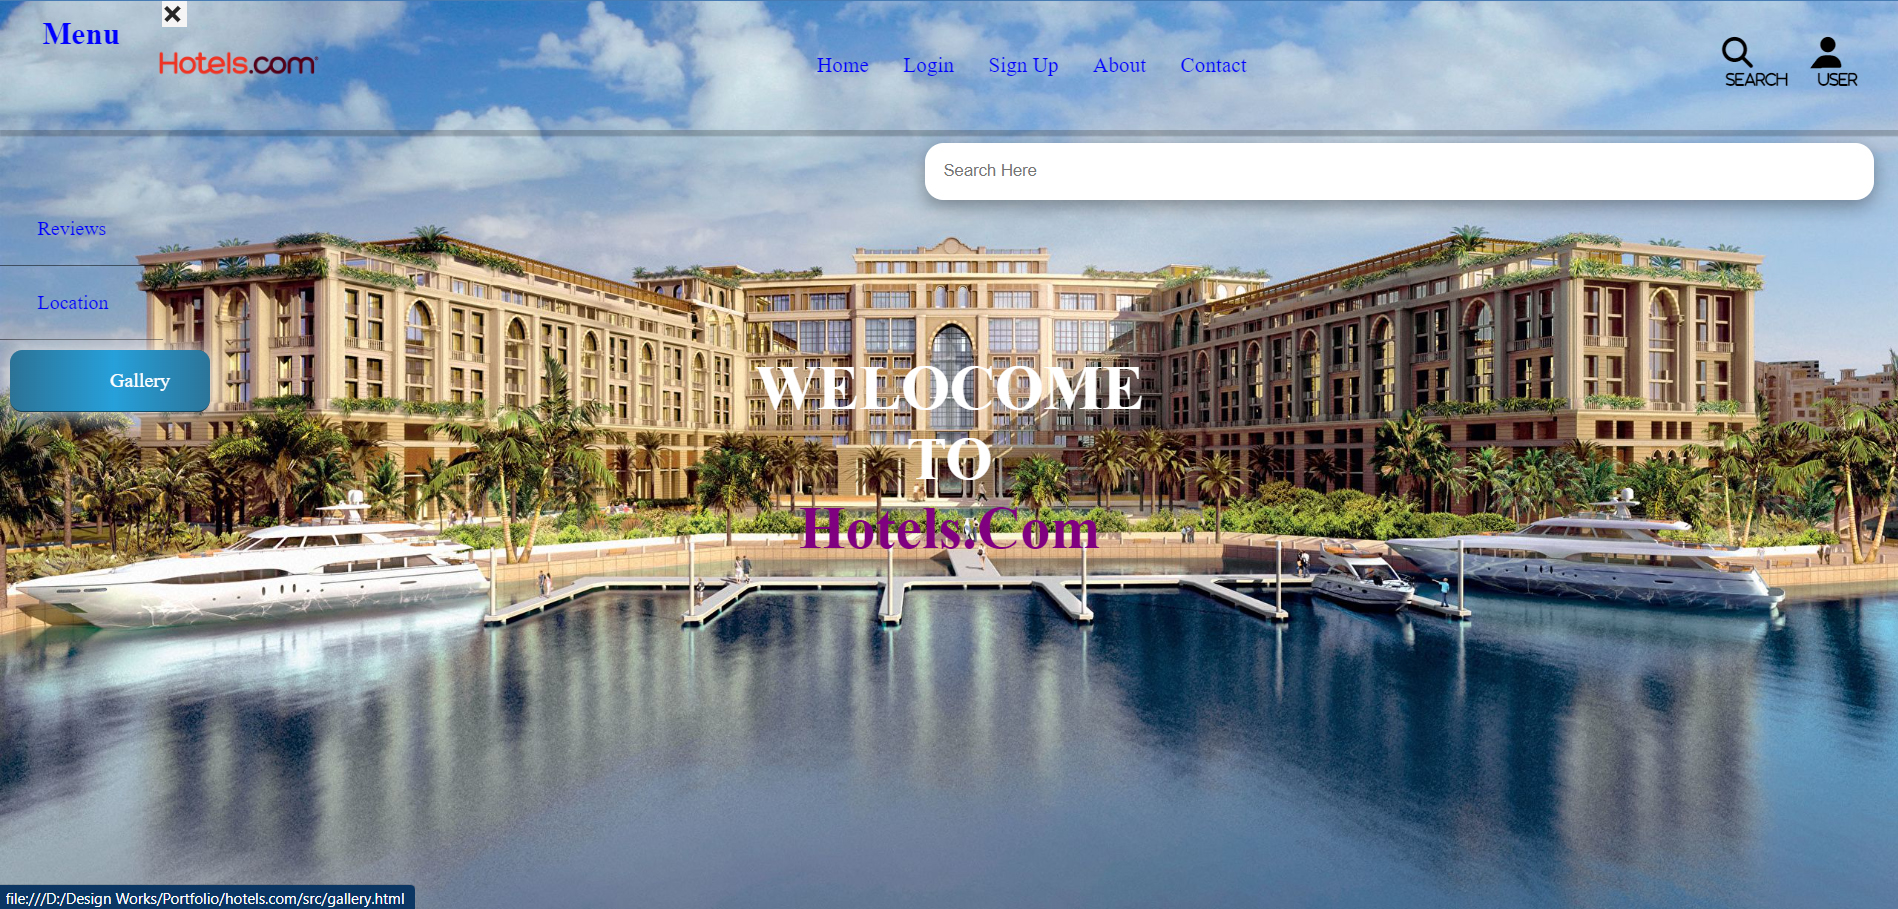 Menu
Hotels.com
Home Login Sign Up About Contact
SEARCH USER
Search Here
Reviews
Location
Gallery
WELOCOME
TO
Hotels.Com
file:///D:/Design Works/Portfolio/hotels.com/src/gallery.html